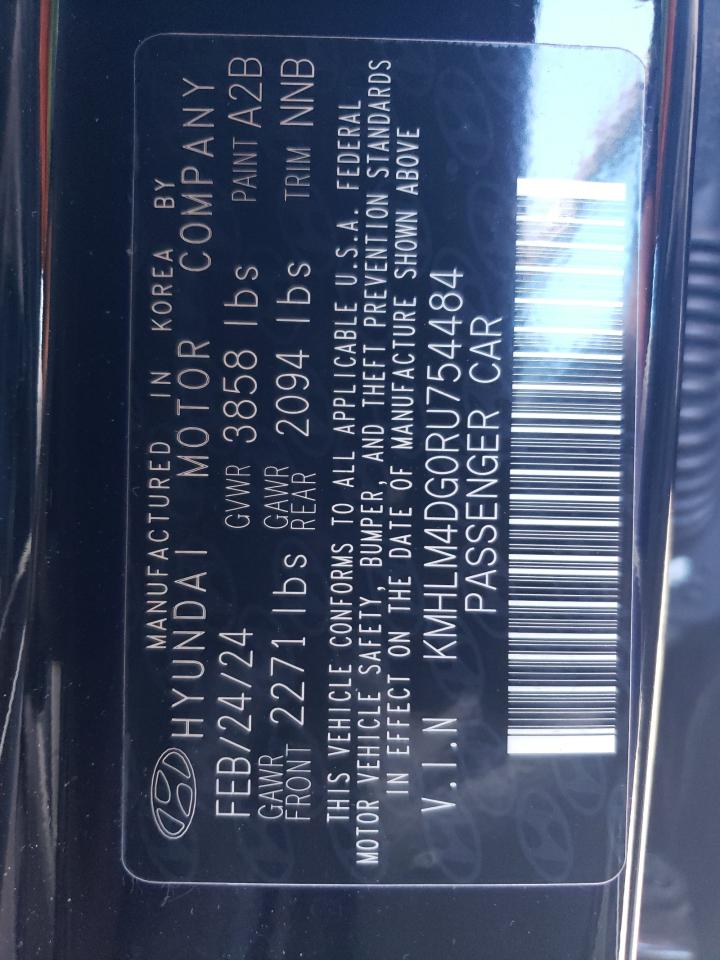 MANUFACTURED IN KOREA BY
HYUNDAI MOTOR COMPANY
FEB/24/24 GVWR 3858 lbs PAINT A2B
GAWR FRONT 2271 lbs GAWR REAR 2094 lbs TRIM NNB
THIS VEHICLE CONFORMS TO ALL APPLICABLE U.S.A. FEDERAL
MOTOR VEHICLE SAFETY, BUMPER, AND THEFT PREVENTION STANDARDS
IN EFFECT ON THE DATE OF MANUFACTURE SHOWN ABOVE
V.I.N KMHLM4DG0RU754484
PASSENGER CAR